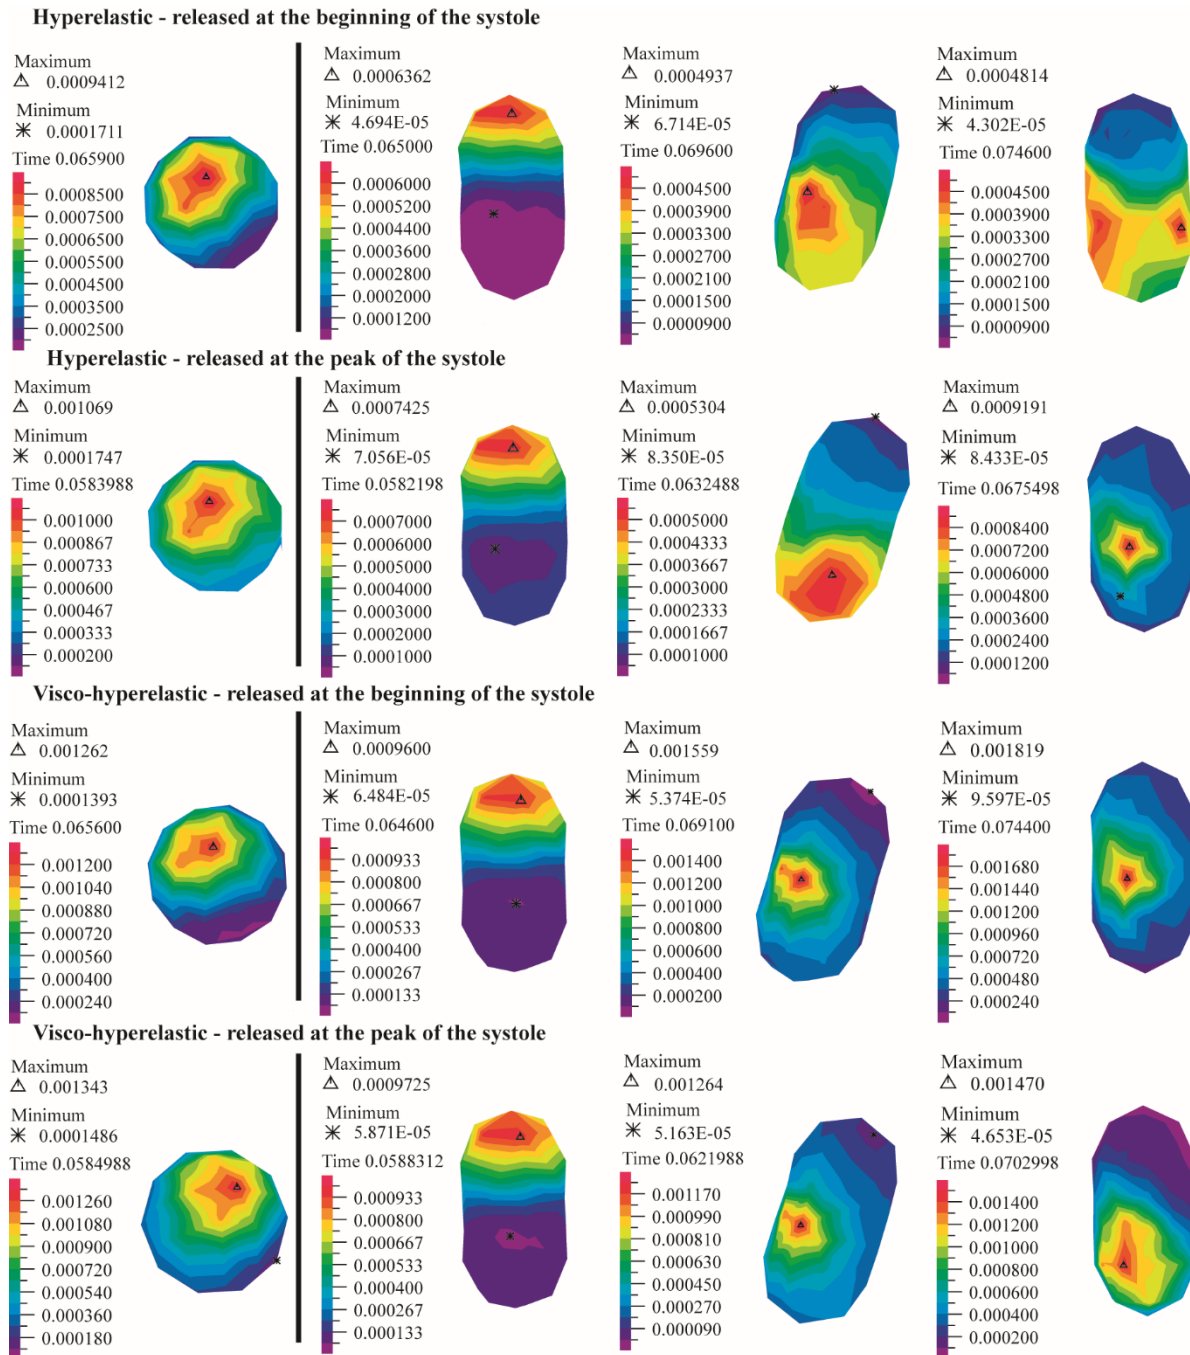 Hyperelastic - released at the beginning of the systole
Maximum
0.0009412
Minimum
0.0001711
Time 0.065900
0.0008500
0.0007500
0.0006500
0.0005500
0.0004500
0.0003500
0.0002500
Maximum
0.0006362
Minimum
4.694E-05
Time 0.065000
0.0006000
0.0005200
0.0004400
0.0003600
0.0002800
0.0002000
0.0001200
Maximum
0.0004937
Minimum
6.714E-05
Time 0.069600
0.0004500
0.0003900
0.0003300
0.0002700
0.0002100
0.0001500
0.0000900
Maximum
0.0004814
Minimum
4.302E-05
Time 0.074600
0.0004500
0.0003900
0.0003300
0.0002700
0.0002100
0.0001500
0.0000900
Hyperelastic - released at the peak of the systole
Maximum
0.001069
Minimum
0.0001747
Time 0.0583988
0.001000
0.000867
0.000733
0.000600
0.000467
0.000333
0.000200
Maximum
0.0007425
Minimum
7.056E-05
Time 0.0582198
0.0007000
0.0006000
0.0005000
0.0004000
0.0003000
0.0002000
0.0001000
Maximum
0.0005304
Minimum
8.350E-05
Time 0.0632488
0.0005000
0.0004333
0.0003667
0.0003000
0.0002333
0.0001667
0.0001000
Maximum
0.0009191
Minimum
8.433E-05
Time 0.0675498
0.0008400
0.0007200
0.0006000
0.0004800
0.0003600
0.0002400
0.0001200
Visco-hyperelastic - released at the beginning of the systole
Maximum
0.001262
Minimum
0.0001393
Time 0.065600
0.001200
0.001040
0.000880
0.000720
0.000560
0.000400
0.000240
Maximum
0.0009600
Minimum
6.484E-05
Time 0.064600
0.000933
0.000800
0.000667
0.000533
0.000400
0.000267
0.000133
Maximum
0.001559
Minimum
5.374E-05
Time 0.069100
0.001400
0.001200
0.001000
0.000800
0.000600
0.000400
0.000200
Maximum
0.001819
Minimum
9.597E-05
Time 0.074400
0.001680
0.001440
0.001200
0.000960
0.000720
0.000480
0.000240
Visco-hyperelastic - released at the peak of the systole
Maximum
0.001343
Minimum
0.0001486
Time 0.0584988
0.001260
0.001080
0.000900
0.000720
0.000540
0.000360
0.000180
Maximum
0.0009725
Minimum
5.871E-05
Time 0.0588312
0.000933
0.000800
0.000667
0.000533
0.000400
0.000267
0.000133
Maximum
0.001264
Minimum
5.163E-05
Time 0.0621988
0.001170
0.000990
0.000810
0.000630
0.000450
0.000270
0.000090
Maximum
0.001470
Minimum
4.653E-05
Time 0.0702998
0.001400
0.001200
0.001000
0.000800
0.000600
0.000400
0.000200